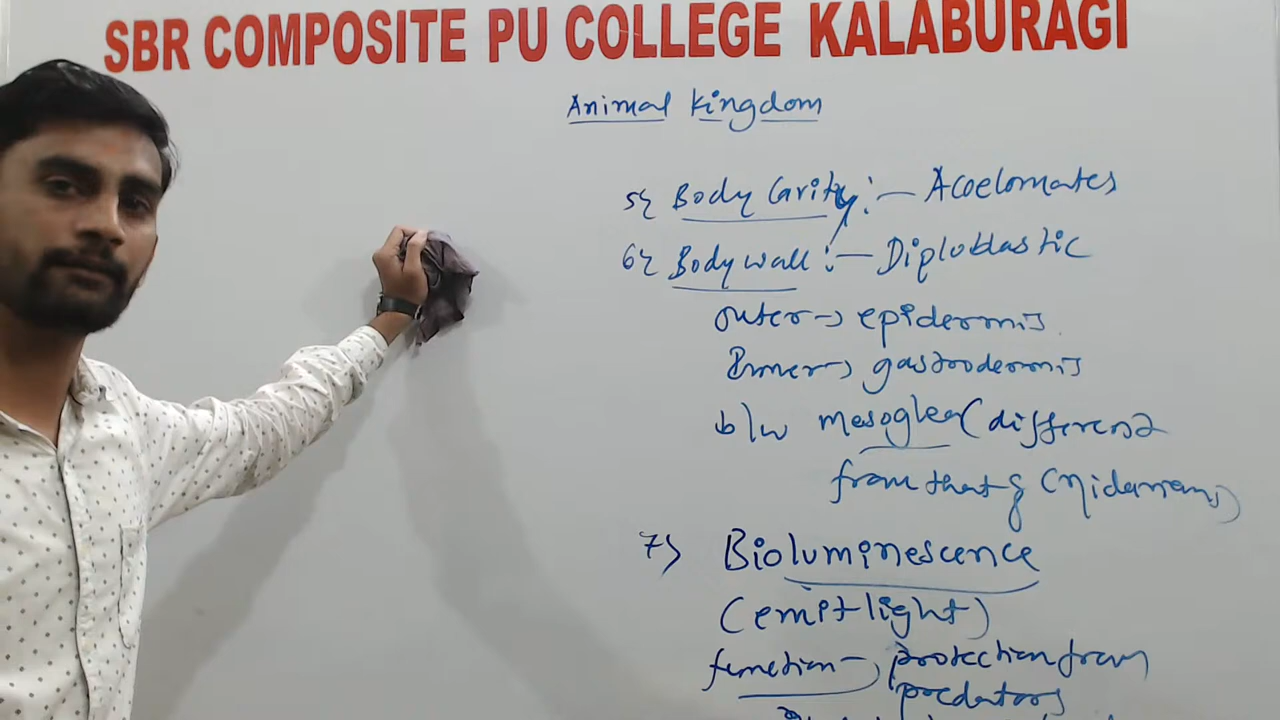 SBR COMPOSITE PU COLLEGE KALABURAGI
Animal kingdom
5} Body Cavity :— Acoelomates
6} Body wall :— Diploblastic
outer → epidermis
Inner → gastrodermis
b/w mesoglea (different
from that of Cnidarians)
7} Bioluminescence
(emit light)
function → protection from
predators